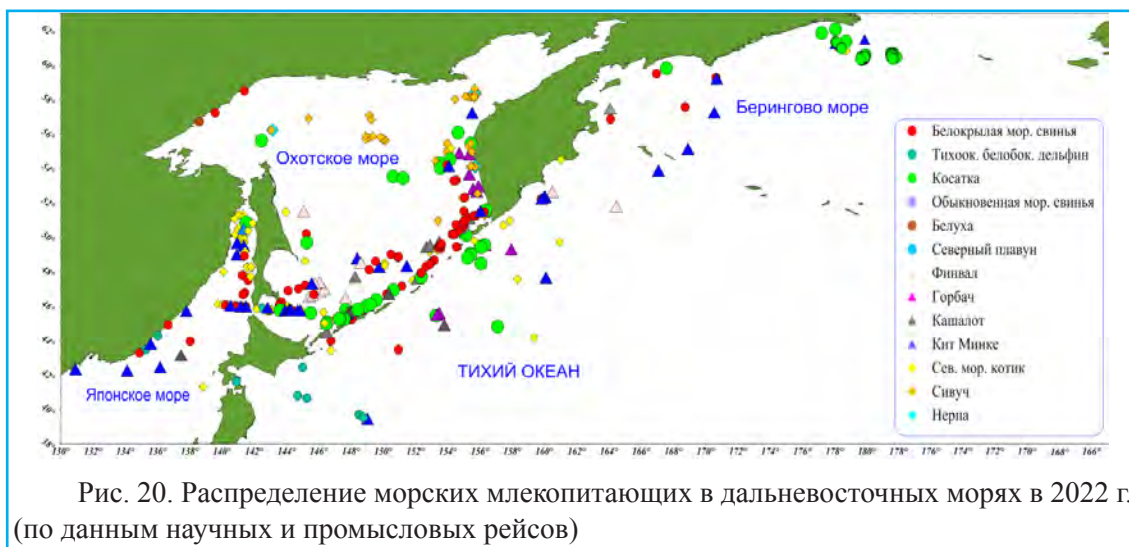 Охотское море
Берингово море
Японское море
ТИХИЙ ОКЕАН
Белокрылая мор. свинья
Тихоок. белобок. дельфин
Косатка
Обыкновенная мор. свинья
Белуха
Северный плавун
Финвал
Горбач
Кашалот
Кит Минке
Сев. мор. котик
Сивуч
Нерпа
130° 132° 134° 136° 138° 140° 142° 144° 146° 148° 150° 152° 154° 156° 158° 160° 162° 164° 166° 168° 170° 172° 174° 176° 178° 180° 178° 176° 174° 172° 170° 168° 166°
Рис. 20. Распределение морских млекопитающих в дальневосточных морях в 2022 г.
(по данным научных и промысловых рейсов)